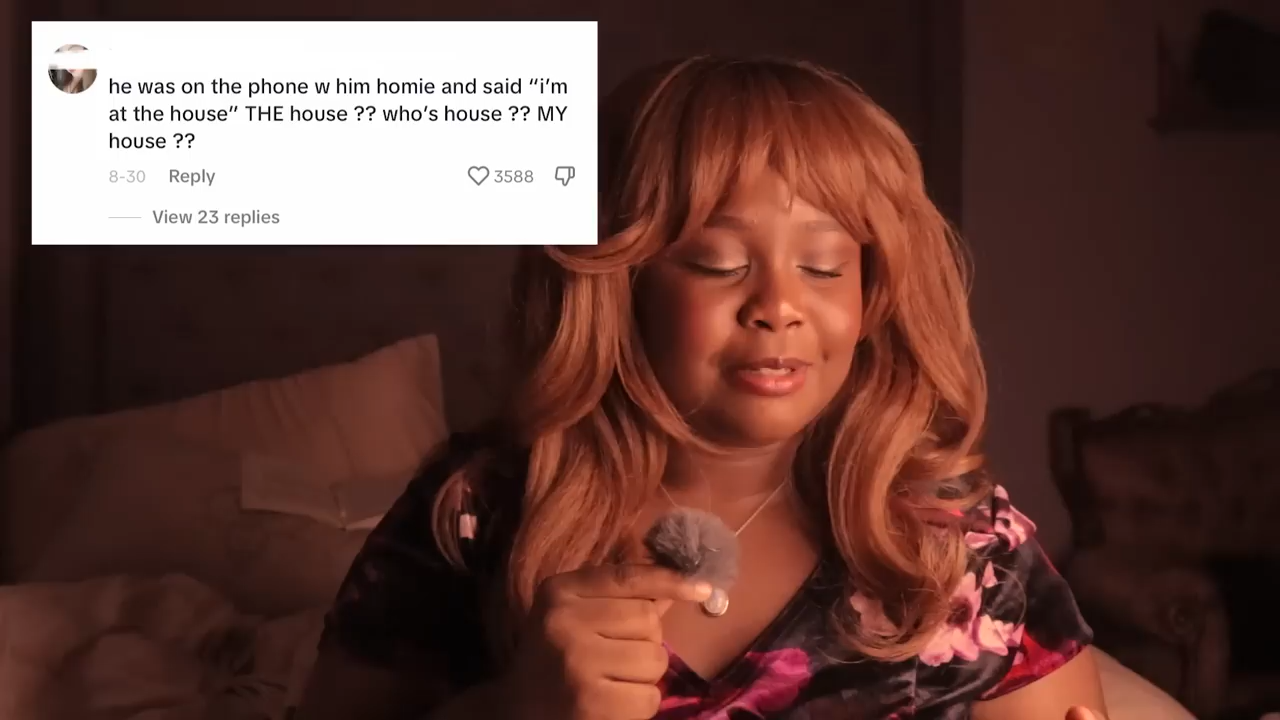 he was on the phone w him homie and said “i’m
at the house” THE house ?? who’s house ?? MY
house ??
8-30 Reply 3588
View 23 replies